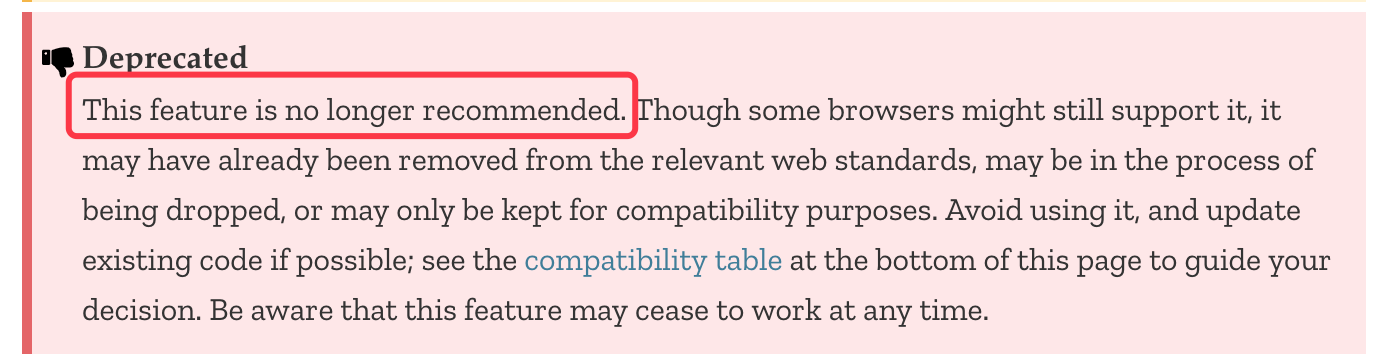 Deprecated
This feature is no longer recommended. Though some browsers might still support it, it
may have already been removed from the relevant web standards, may be in the process of
being dropped, or may only be kept for compatibility purposes. Avoid using it, and update
existing code if possible; see the compatibility table at the bottom of this page to guide your
decision. Be aware that this feature may cease to work at any time.